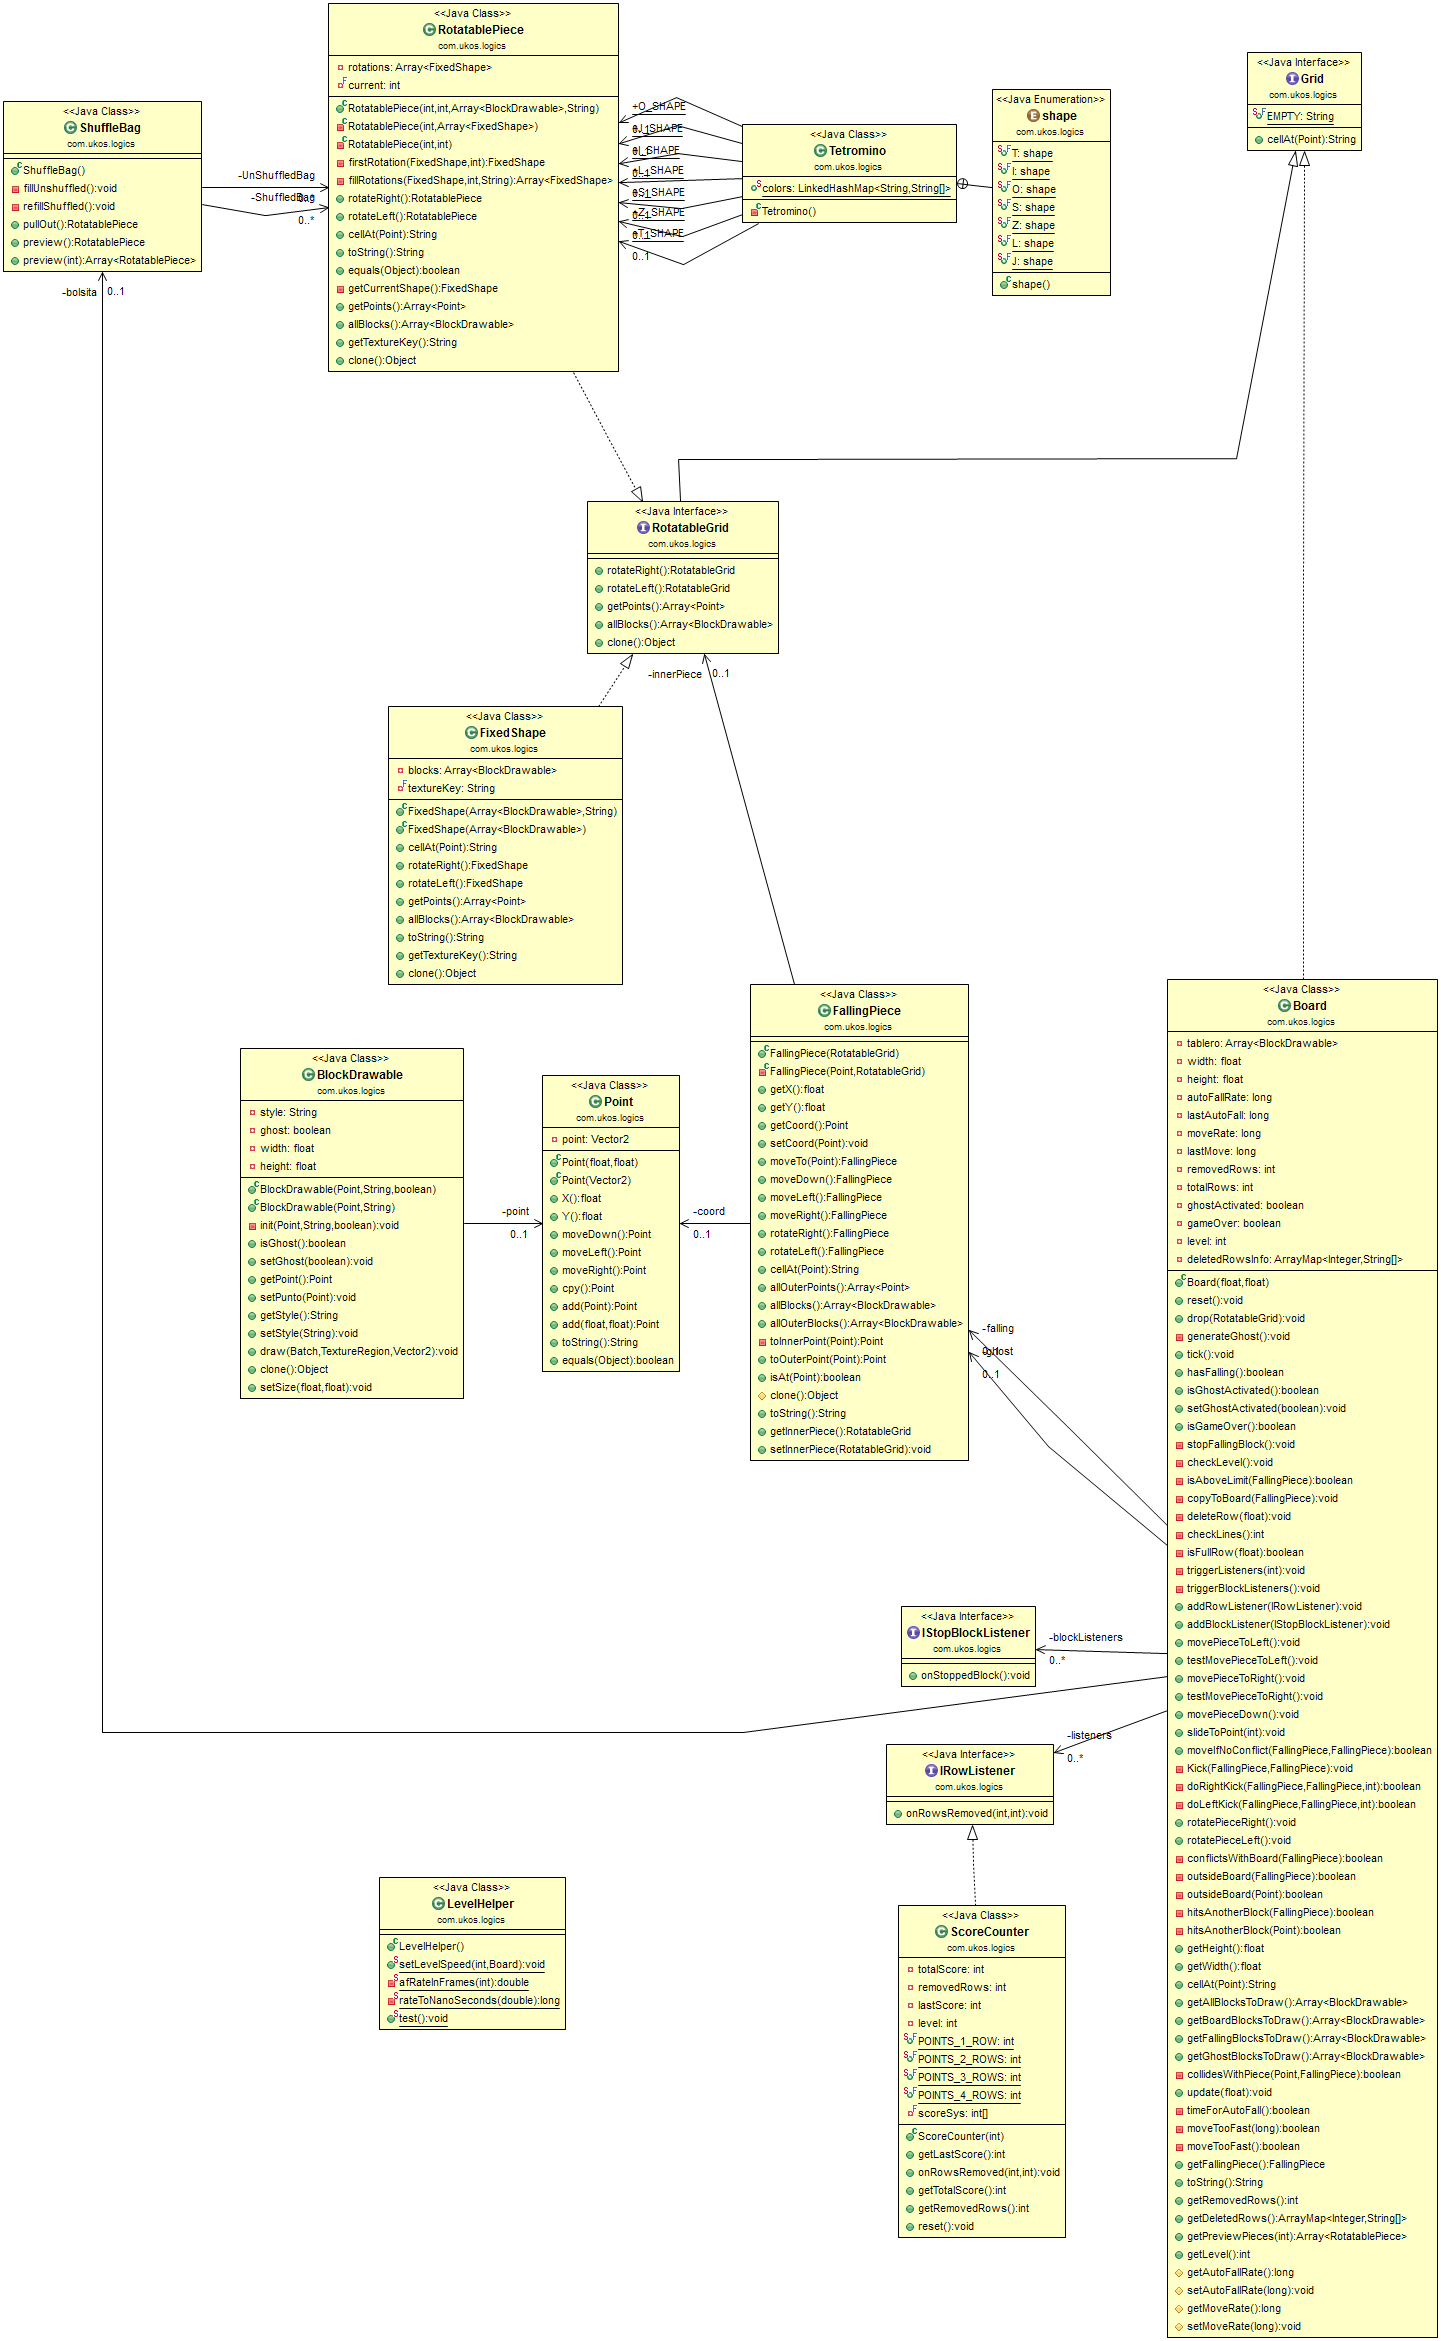 <<Java Class>>
RotatablePiece
com.ukos.logics
rotations: Array<FixedShape>
current: int
RotatablePiece(int,int,Array<BlockDrawable>,String)
RotatablePiece(int,Array<FixedShape>)
RotatablePiece(int,int)
firstRotation(FixedShape,int):FixedShape
fillRotations(FixedShape,int,String):Array<FixedShape>
rotateRight():RotatablePiece
rotateLeft():RotatablePiece
cellAt(Point):String
toString():String
equals(Object):boolean
getCurrentShape():FixedShape
getPoints():Array<Point>
allBlocks():Array<BlockDrawable>
getTextureKey():String
clone():Object
<<Java Class>>
ShuffleBag
com.ukos.logics
ShuffleBag()
fillUnshuffled():void
refillShuffled():void
pullOut():RotatablePiece
preview():RotatablePiece
preview(int):Array<RotatablePiece>
-UnShuffledBag
-ShuffledBag
0..*
-bolsita
0..1
+O_SHAPE
+J_SHAPE
+I_SHAPE
+L_SHAPE
+S_SHAPE
+Z_SHAPE
+T_SHAPE
0..1
<<Java Class>>
Tetromino
com.ukos.logics
colors: LinkedHashMap<String,String[]>
Tetromino()
<<Java Enumeration>>
shape
com.ukos.logics
T: shape
I: shape
O: shape
S: shape
Z: shape
L: shape
J: shape
shape()
<<Java Interface>>
Grid
com.ukos.logics
EMPTY: String
cellAt(Point):String
<<Java Interface>>
RotatableGrid
com.ukos.logics
rotateRight():RotatableGrid
rotateLeft():RotatableGrid
getPoints():Array<Point>
allBlocks():Array<BlockDrawable>
clone():Object
-innerPiece
0..1
<<Java Class>>
FixedShape
com.ukos.logics
blocks: Array<BlockDrawable>
textureKey: String
FixedShape(Array<BlockDrawable>,String)
FixedShape(Array<BlockDrawable>)
cellAt(Point):String
rotateRight():FixedShape
rotateLeft():FixedShape
getPoints():Array<Point>
allBlocks():Array<BlockDrawable>
toString():String
getTextureKey():String
clone():Object
<<Java Class>>
BlockDrawable
com.ukos.logics
style: String
ghost: boolean
width: float
height: float
BlockDrawable(Point,String,boolean)
BlockDrawable(Point,String)
init(Point,String,boolean):void
isGhost():boolean
setGhost(boolean):void
getPoint():Point
setPunto(Point):void
getStyle():String
setStyle(String):void
draw(Batch,TextureRegion,Vector2):void
clone():Object
setSize(float,float):void
-point
0..1
<<Java Class>>
Point
com.ukos.logics
point: Vector2
Point(float,float)
Point(Vector2)
X():float
Y():float
moveDown():Point
moveLeft():Point
moveRight():Point
cpy():Point
add(Point):Point
add(float,float):Point
toString():String
equals(Object):boolean
-coord
0..1
<<Java Class>>
FallingPiece
com.ukos.logics
FallingPiece(RotatableGrid)
FallingPiece(Point,RotatableGrid)
getX():float
getY():float
getCoord():Point
setCoord(Point):void
moveTo(Point):FallingPiece
moveDown():FallingPiece
moveLeft():FallingPiece
moveRight():FallingPiece
rotateRight():FallingPiece
rotateLeft():FallingPiece
cellAt(Point):String
allOuterPoints():Array<Point>
allBlocks():Array<BlockDrawable>
allOuterBlocks():Array<BlockDrawable>
toInnerPoint(Point):Point
toOuterPoint(Point):Point
isAt(Point):boolean
clone():Object
toString():String
getInnerPiece():RotatableGrid
setInnerPiece(RotatableGrid):void
-falling
-ghost
0..1
<<Java Class>>
Board
com.ukos.logics
tablero: Array<BlockDrawable>
width: float
height: float
autoFallRate: long
lastAutoFall: long
moveRate: long
lastMove: long
removedRows: int
totalRows: int
ghostActivated: boolean
gameOver: boolean
level: int
deletedRowsInfo: ArrayMap<Integer,String[]>
Board(float,float)
reset():void
drop(RotatableGrid):void
generateGhost():void
tick():void
hasFalling():boolean
isGhostActivated():boolean
setGhostActivated(boolean):void
isGameOver():boolean
stopFallingBlock():void
checkLevel():void
isAboveLimit(FallingPiece):boolean
copyToBoard(FallingPiece):void
deleteRow(float):void
checkLines():int
isFullRow(float):boolean
triggerListeners(int):void
triggerBlockListeners():void
addRowListener(IRowListener):void
addBlockListener(IStopBlockListener):void
movePieceToLeft():void
testMovePieceToLeft():void
movePieceToRight():void
testMovePieceToRight():void
movePieceDown():void
slideToPoint(int):void
moveIfNoConflict(FallingPiece,FallingPiece):boolean
Kick(FallingPiece,FallingPiece):void
doRightKick(FallingPiece,FallingPiece,int):boolean
doLeftKick(FallingPiece,FallingPiece,int):boolean
rotatePieceRight():void
rotatePieceLeft():void
conflictsWithBoard(FallingPiece):boolean
outsideBoard(FallingPiece):boolean
outsideBoard(Point):boolean
hitsAnotherBlock(FallingPiece):boolean
hitsAnotherBlock(Point):boolean
getHeight():float
getWidth():float
cellAt(Point):String
getAllBlocksToDraw():Array<BlockDrawable>
getBoardBlocksToDraw():Array<BlockDrawable>
getFallingBlocksToDraw():Array<BlockDrawable>
getGhostBlocksToDraw():Array<BlockDrawable>
collidesWithPiece(Point,FallingPiece):boolean
update(float):void
timeForAutoFall():boolean
moveTooFast(long):boolean
moveTooFast():boolean
getFallingPiece():FallingPiece
toString():String
getRemovedRows():int
getDeletedRows():ArrayMap<Integer,String[]>
getPreviewPieces(int):Array<RotatablePiece>
getLevel():int
getAutoFallRate():long
setAutoFallRate(long):void
getMoveRate():long
setMoveRate(long):void
<<Java Interface>>
IStopBlockListener
com.ukos.logics
onStoppedBlock():void
-blockListeners
0..*
<<Java Interface>>
IRowListener
com.ukos.logics
onRowsRemoved(int,int):void
-listeners
0..*
<<Java Class>>
LevelHelper
com.ukos.logics
LevelHelper()
setLevelSpeed(int,Board):void
afRateInFrames(int):double
rateToNanoSeconds(double):long
test():void
<<Java Class>>
ScoreCounter
com.ukos.logics
totalScore: int
removedRows: int
lastScore: int
level: int
POINTS_1_ROW: int
POINTS_2_ROWS: int
POINTS_3_ROWS: int
POINTS_4_ROWS: int
scoreSys: int[]
ScoreCounter(int)
getLastScore():int
onRowsRemoved(int,int):void
getTotalScore():int
getRemovedRows():int
reset():void